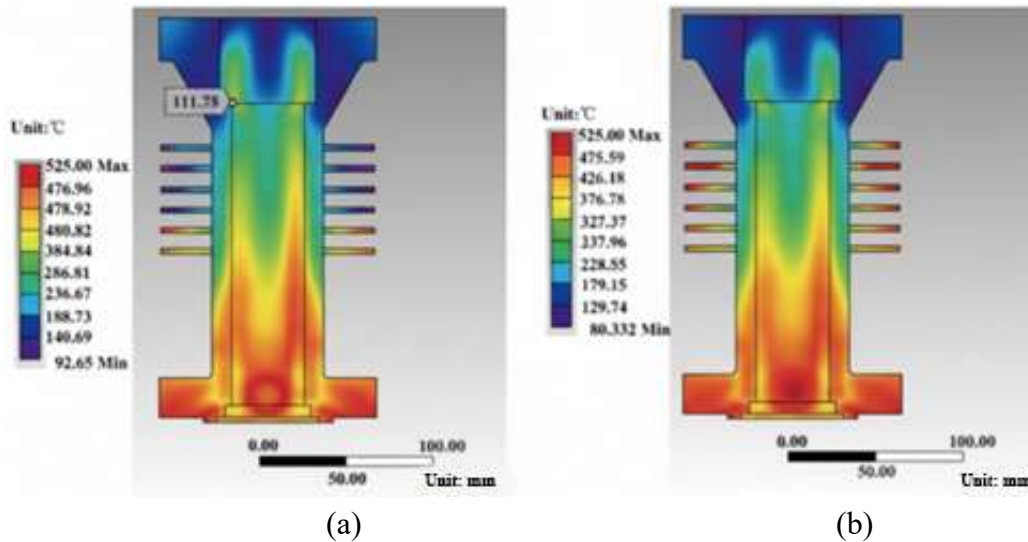 111.78
Unit:℃
525.00 Max
476.96
478.92
480.82
384.84
286.81
236.67
188.73
140.69
92.65 Min
0.00
100.00
50.00
Unit: mm
(a)
Unit:℃
525.00 Max
475.59
426.18
376.78
327.37
237.96
228.55
179.15
129.74
80.332 Min
0.00
100.00
50.00
Unit: mm
(b)